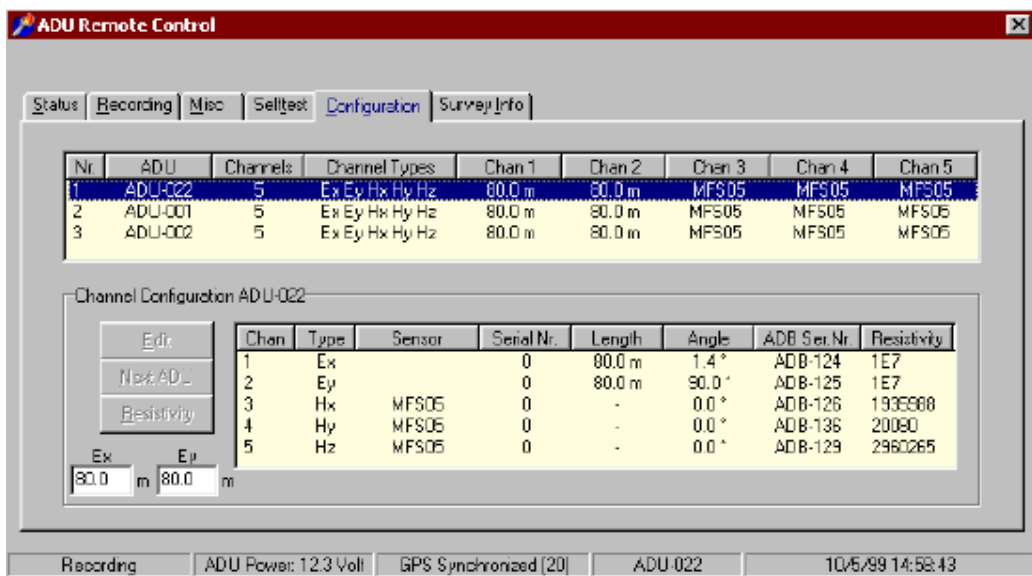 ADU Remote Control
Status Recording Misc Selftest Configuration Survey Info
Nr. ADU Channels Channel Types Chan 1 Chan 2 Chan 3 Chan 4 Chan 5
1 ADU-022 5 Ex Ey Hx Hy Hz 80.0 m 80.0 m MFS05 MFS05 MFS05
2 ADU-001 5 Ex Ey Hx Hy Hz 80.0 m 80.0 m MFS05 MFS05 MFS05
3 ADU-002 5 Ex Ey Hx Hy Hz 80.0 m 80.0 m MFS05 MFS05 MFS05
Channel Configuration ADU-022
Edit
Next ADU
Resistivity
Chan Type Sensor Serial Nr. Length Angle ADB Ser.Nr. Resistivity
1 Ex 0 80.0 m 1.4 ° ADB-124 1E7
2 Ey 0 80.0 m 90.0 ° ADB-125 1E7
3 Hx MFS05 0 - 0.0 ° ADB-126 1935988
4 Hy MFS05 0 - 0.0 ° ADB-136 20090
5 Hz MFS05 0 - 0.0 ° ADB-129 2960265
Ex Ey
80.0 m 80.0 m
Recording ADU Power: 12.3 Volt GPS Synchronized [20] ADU-022 10/5/99 14:58:43